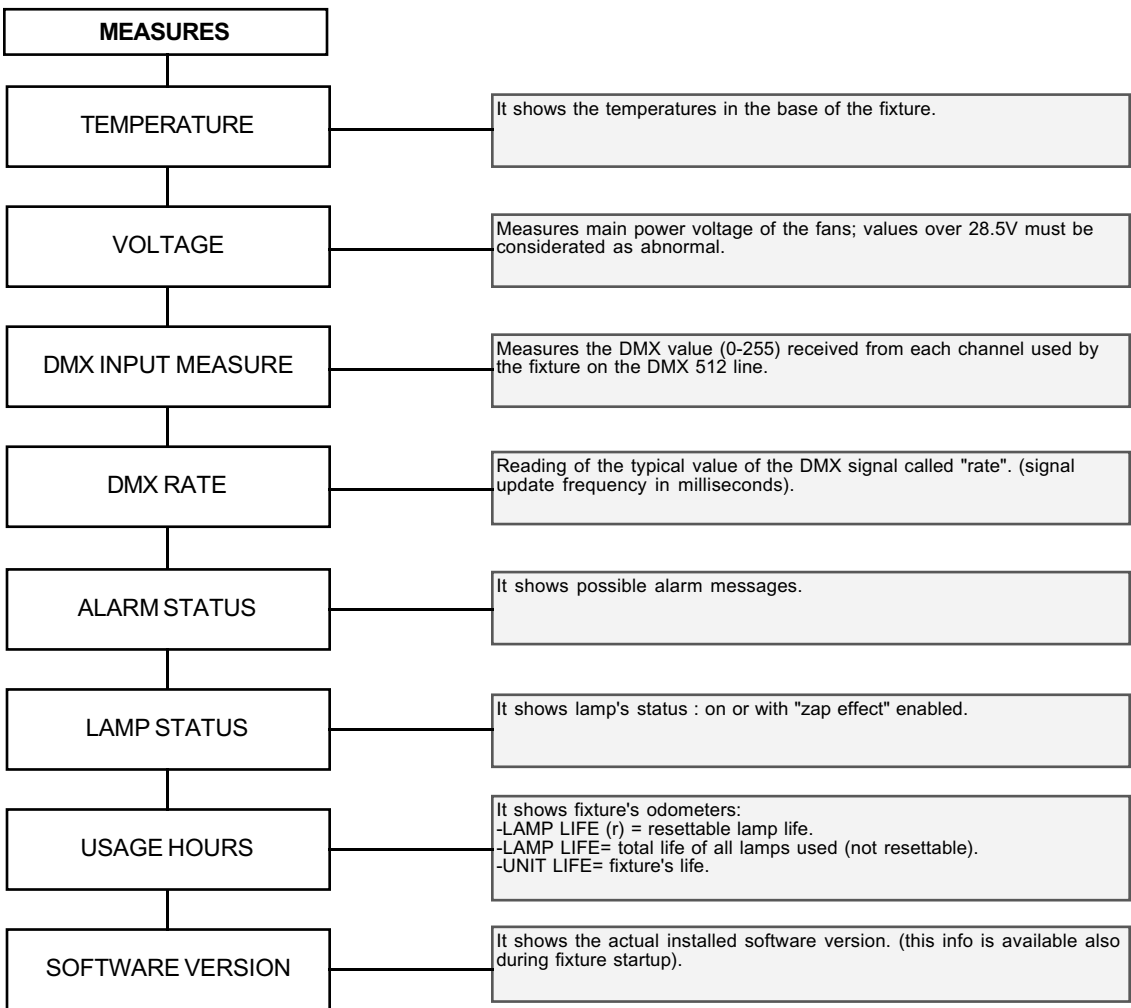 MEASURES
TEMPERATURE
It shows the temperatures in the base of the fixture.
VOLTAGE
Measures main power voltage of the fans; values over 28.5V must be
considerated as abnormal.
DMX INPUT MEASURE
Measures the DMX value (0-255) received from each channel used by
the fixture on the DMX 512 line.
DMX RATE
Reading of the typical value of the DMX signal called "rate". (signal
update frequency in milliseconds).
ALARM STATUS
It shows possible alarm messages.
LAMP STATUS
It shows lamp's status : on or with "zap effect" enabled.
USAGE HOURS
It shows fixture's odometers:
-LAMP LIFE (r) = resettable lamp life.
-LAMP LIFE= total life of all lamps used (not resettable).
-UNIT LIFE= fixture's life.
SOFTWARE VERSION
It shows the actual installed software version. (this info is available also
during fixture startup).